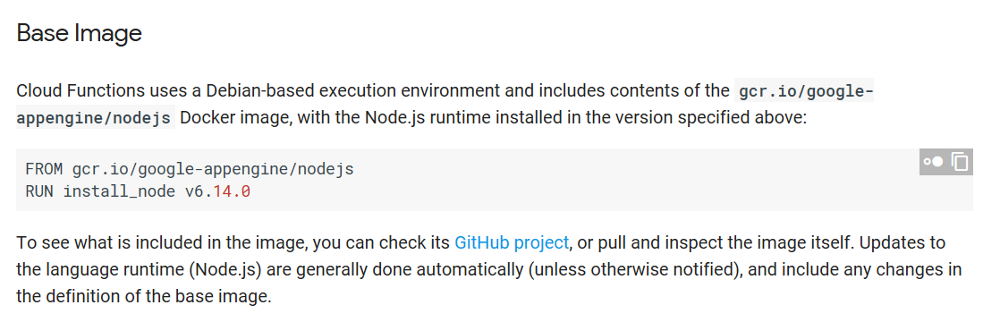 Base Image
Cloud Functions uses a Debian-based execution environment and includes contents of the gcr.io/google-
appengine/nodejs Docker image, with the Node.js runtime installed in the version specified above:
FROM gcr.io/google-appengine/nodejs
RUN install_node v6.14.0
To see what is included in the image, you can check its GitHub project, or pull and inspect the image itself. Updates to
the language runtime (Node.js) are generally done automatically (unless otherwise notified), and include any changes in
the definition of the base image.